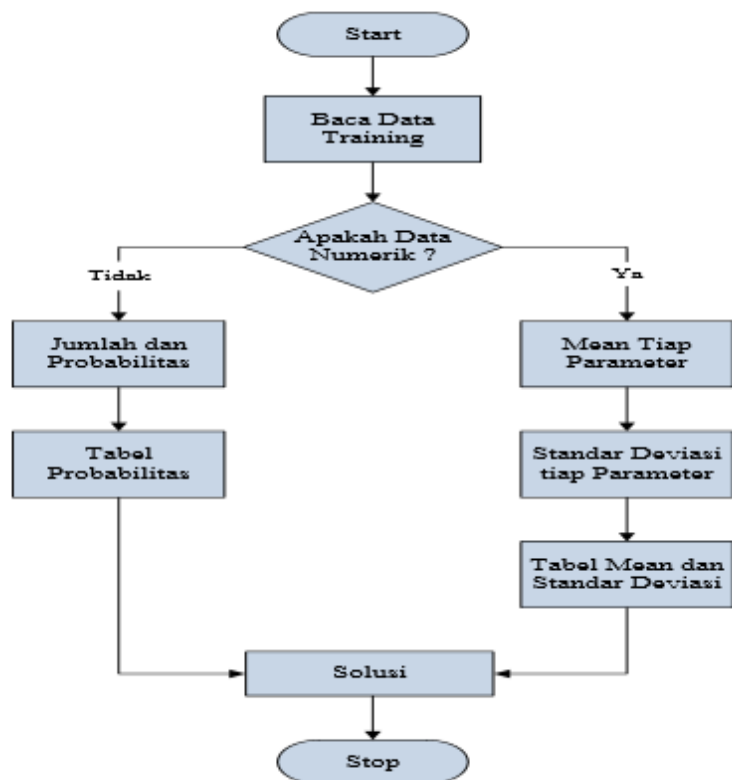 Start
Baca Data
Training
Apakah Data
Numerik ?
Tidak
Ya
Jumlah dan
Probabilitas
Mean Tiap
Parameter
Tabel
Probabilitas
Standar Deviasi
tiap Parameter
Tabel Mean dan
Standar Deviasi
Solusi
Stop